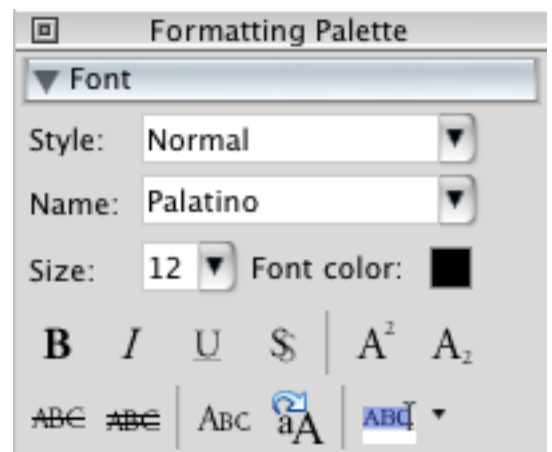 Formatting Palette
Font
Style: Normal
Name: Palatino
Size: 12 Font color:
B I U S A² A₂
ABC ABC ABC aA ABC